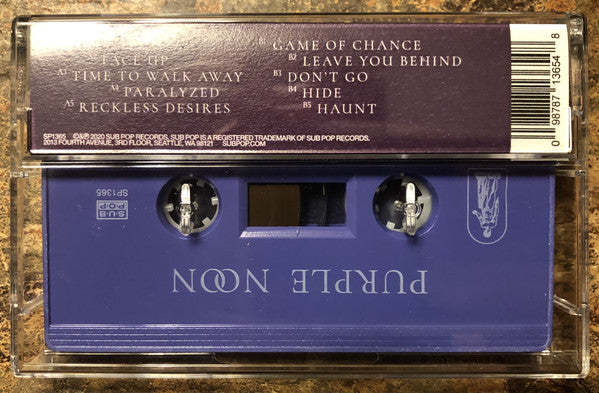 FACE UP
A3 TIME TO WALK AWAY
A4 PARALYZED
A5 RECKLESS DESIRES
B1 GAME OF CHANCE
B2 LEAVE YOU BEHIND
B3 DON'T GO
B4 HIDE
B5 HAUNT
SP1365 ©&℗ 2020 SUB POP RECORDS. SUB POP IS A REGISTERED TRADEMARK OF SUB POP RECORDS.
2013 FOURTH AVENUE, 3RD FLOOR, SEATTLE, WA 98121 SUBPOP.COM
0 98787 13654 8
SUB
POP
SP1365
PURPLE NOON